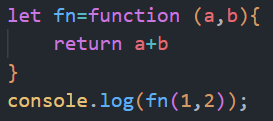 let fn=function (a,b){
    return a+b
}
console.log(fn(1,2));